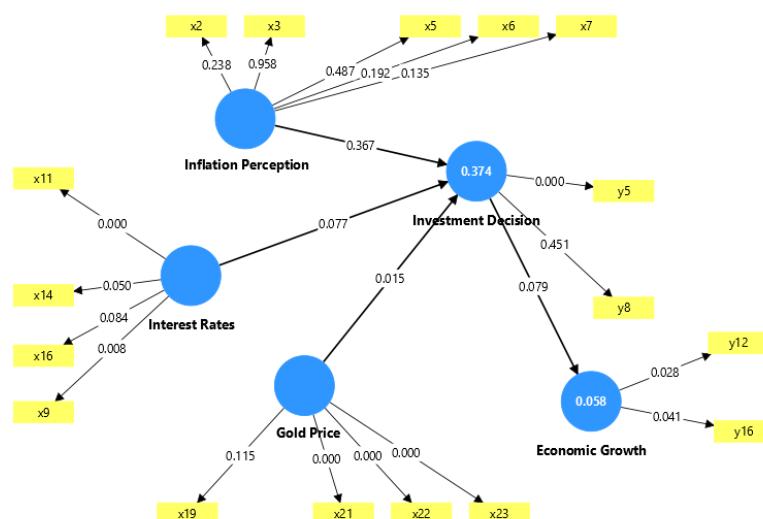 x2
x3
x5
x6
x7
0.238
0.958
0.487
0.192
0.135
Inflation Perception
0.367
x11
0.374
0.000
y5
Investment Decision
0.000
0.077
0.451
0.050
x14
0.015
0.079
y8
0.084
Interest Rates
x16
0.008
x9
y12
0.028
0.058
0.041
y16
Gold Price
Economic Growth
0.115
0.000
0.000
0.000
x19
x21
x22
x23